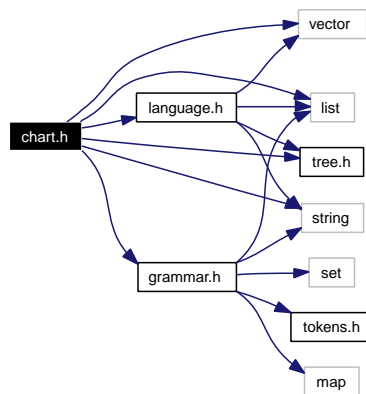 vector
language.h
list
chart.h
tree.h
string
grammar.h
set
tokens.h
map